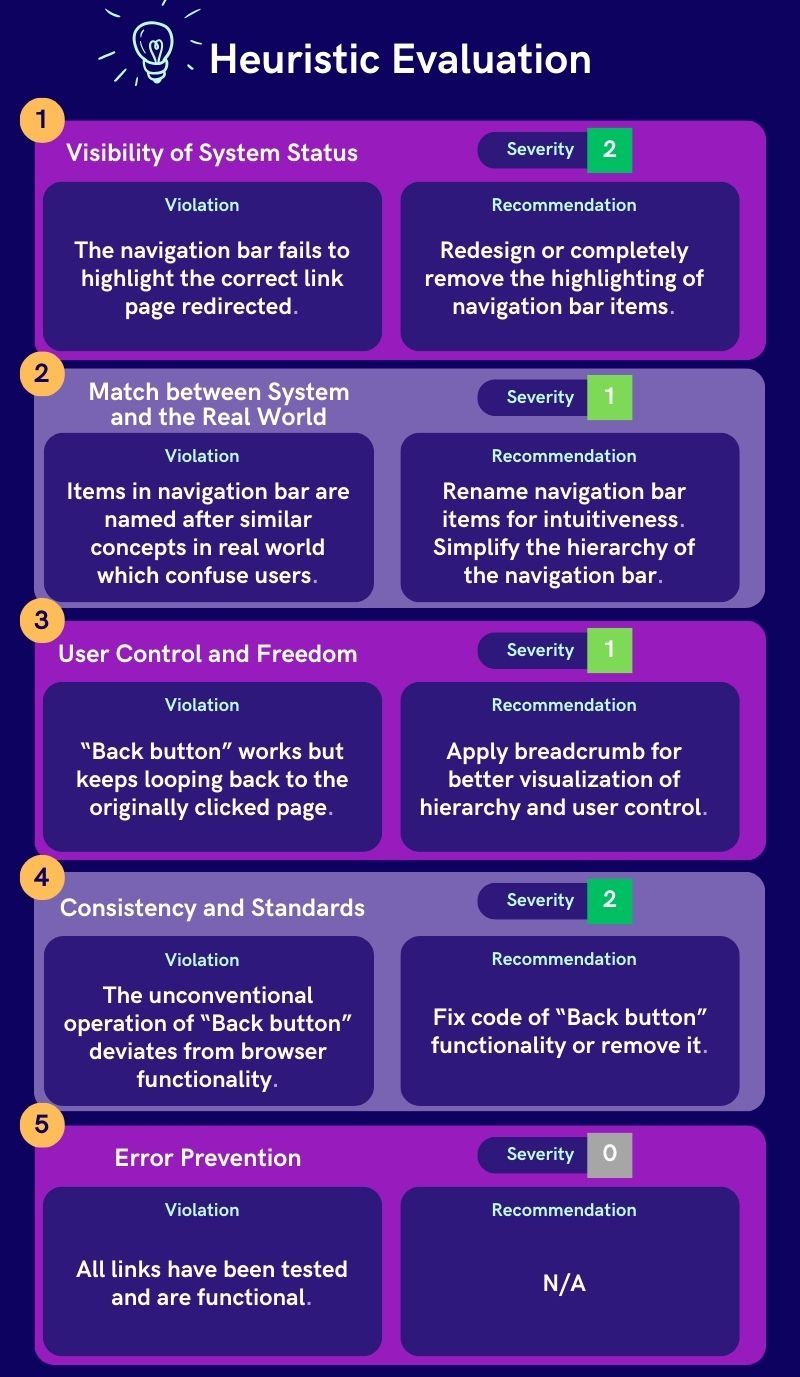 Heuristic Evaluation
1
Visibility of System Status
Severity 2
Violation
The navigation bar fails to
highlight the correct link
page redirected.
Recommendation
Redesign or completely
remove the highlighting of
navigation bar items.
2
Match between System
and the Real World
Severity 1
Violation
Items in navigation bar are
named after similar
concepts in real world
which confuse users.
Recommendation
Rename navigation bar
items for intuitiveness.
Simplify the hierarchy of
the navigation bar.
3
User Control and Freedom
Severity 1
Violation
“Back button” works but
keeps looping back to the
originally clicked page.
Recommendation
Apply breadcrumb for
better visualization of
hierarchy and user control.
4
Consistency and Standards
Severity 2
Violation
The unconventional
operation of “Back button”
deviates from browser
functionality.
Recommendation
Fix code of “Back button”
functionality or remove it.
5
Error Prevention
Severity 0
Violation
All links have been tested
and are functional.
Recommendation
N/A